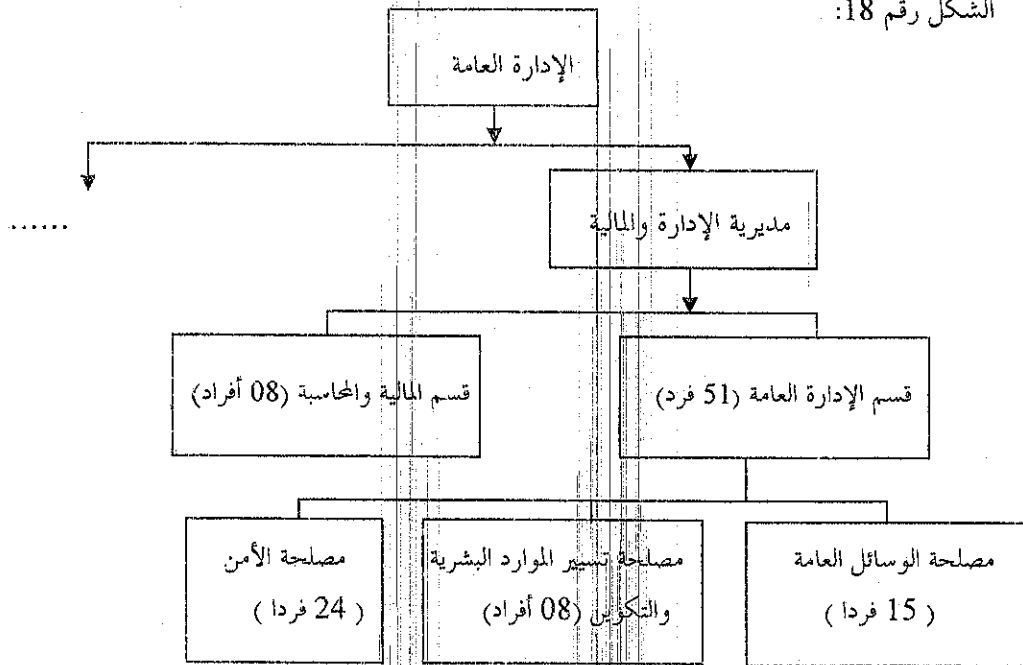 الشكل رقم 18:
الإدارة العامة
مديرية الإدارة والمالية
......
قسم الإدارة العامة (51 فرد)
قسم المالية والمحاسبة (08 أفراد)
مصلحة الوسائل العامة
( 15 فردا )
مصلحة تسيير الموارد البشرية
والتكوين (08 أفراد)
مصلحة الأمن
( 24 فردا )